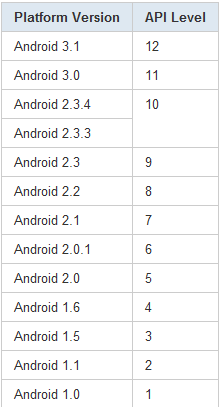 Platform Version API Level
Android 3.1 12
Android 3.0 11
Android 2.3.4 10
Android 2.3.3
Android 2.3 9
Android 2.2 8
Android 2.1 7
Android 2.0.1 6
Android 2.0 5
Android 1.6 4
Android 1.5 3
Android 1.1 2
Android 1.0 1